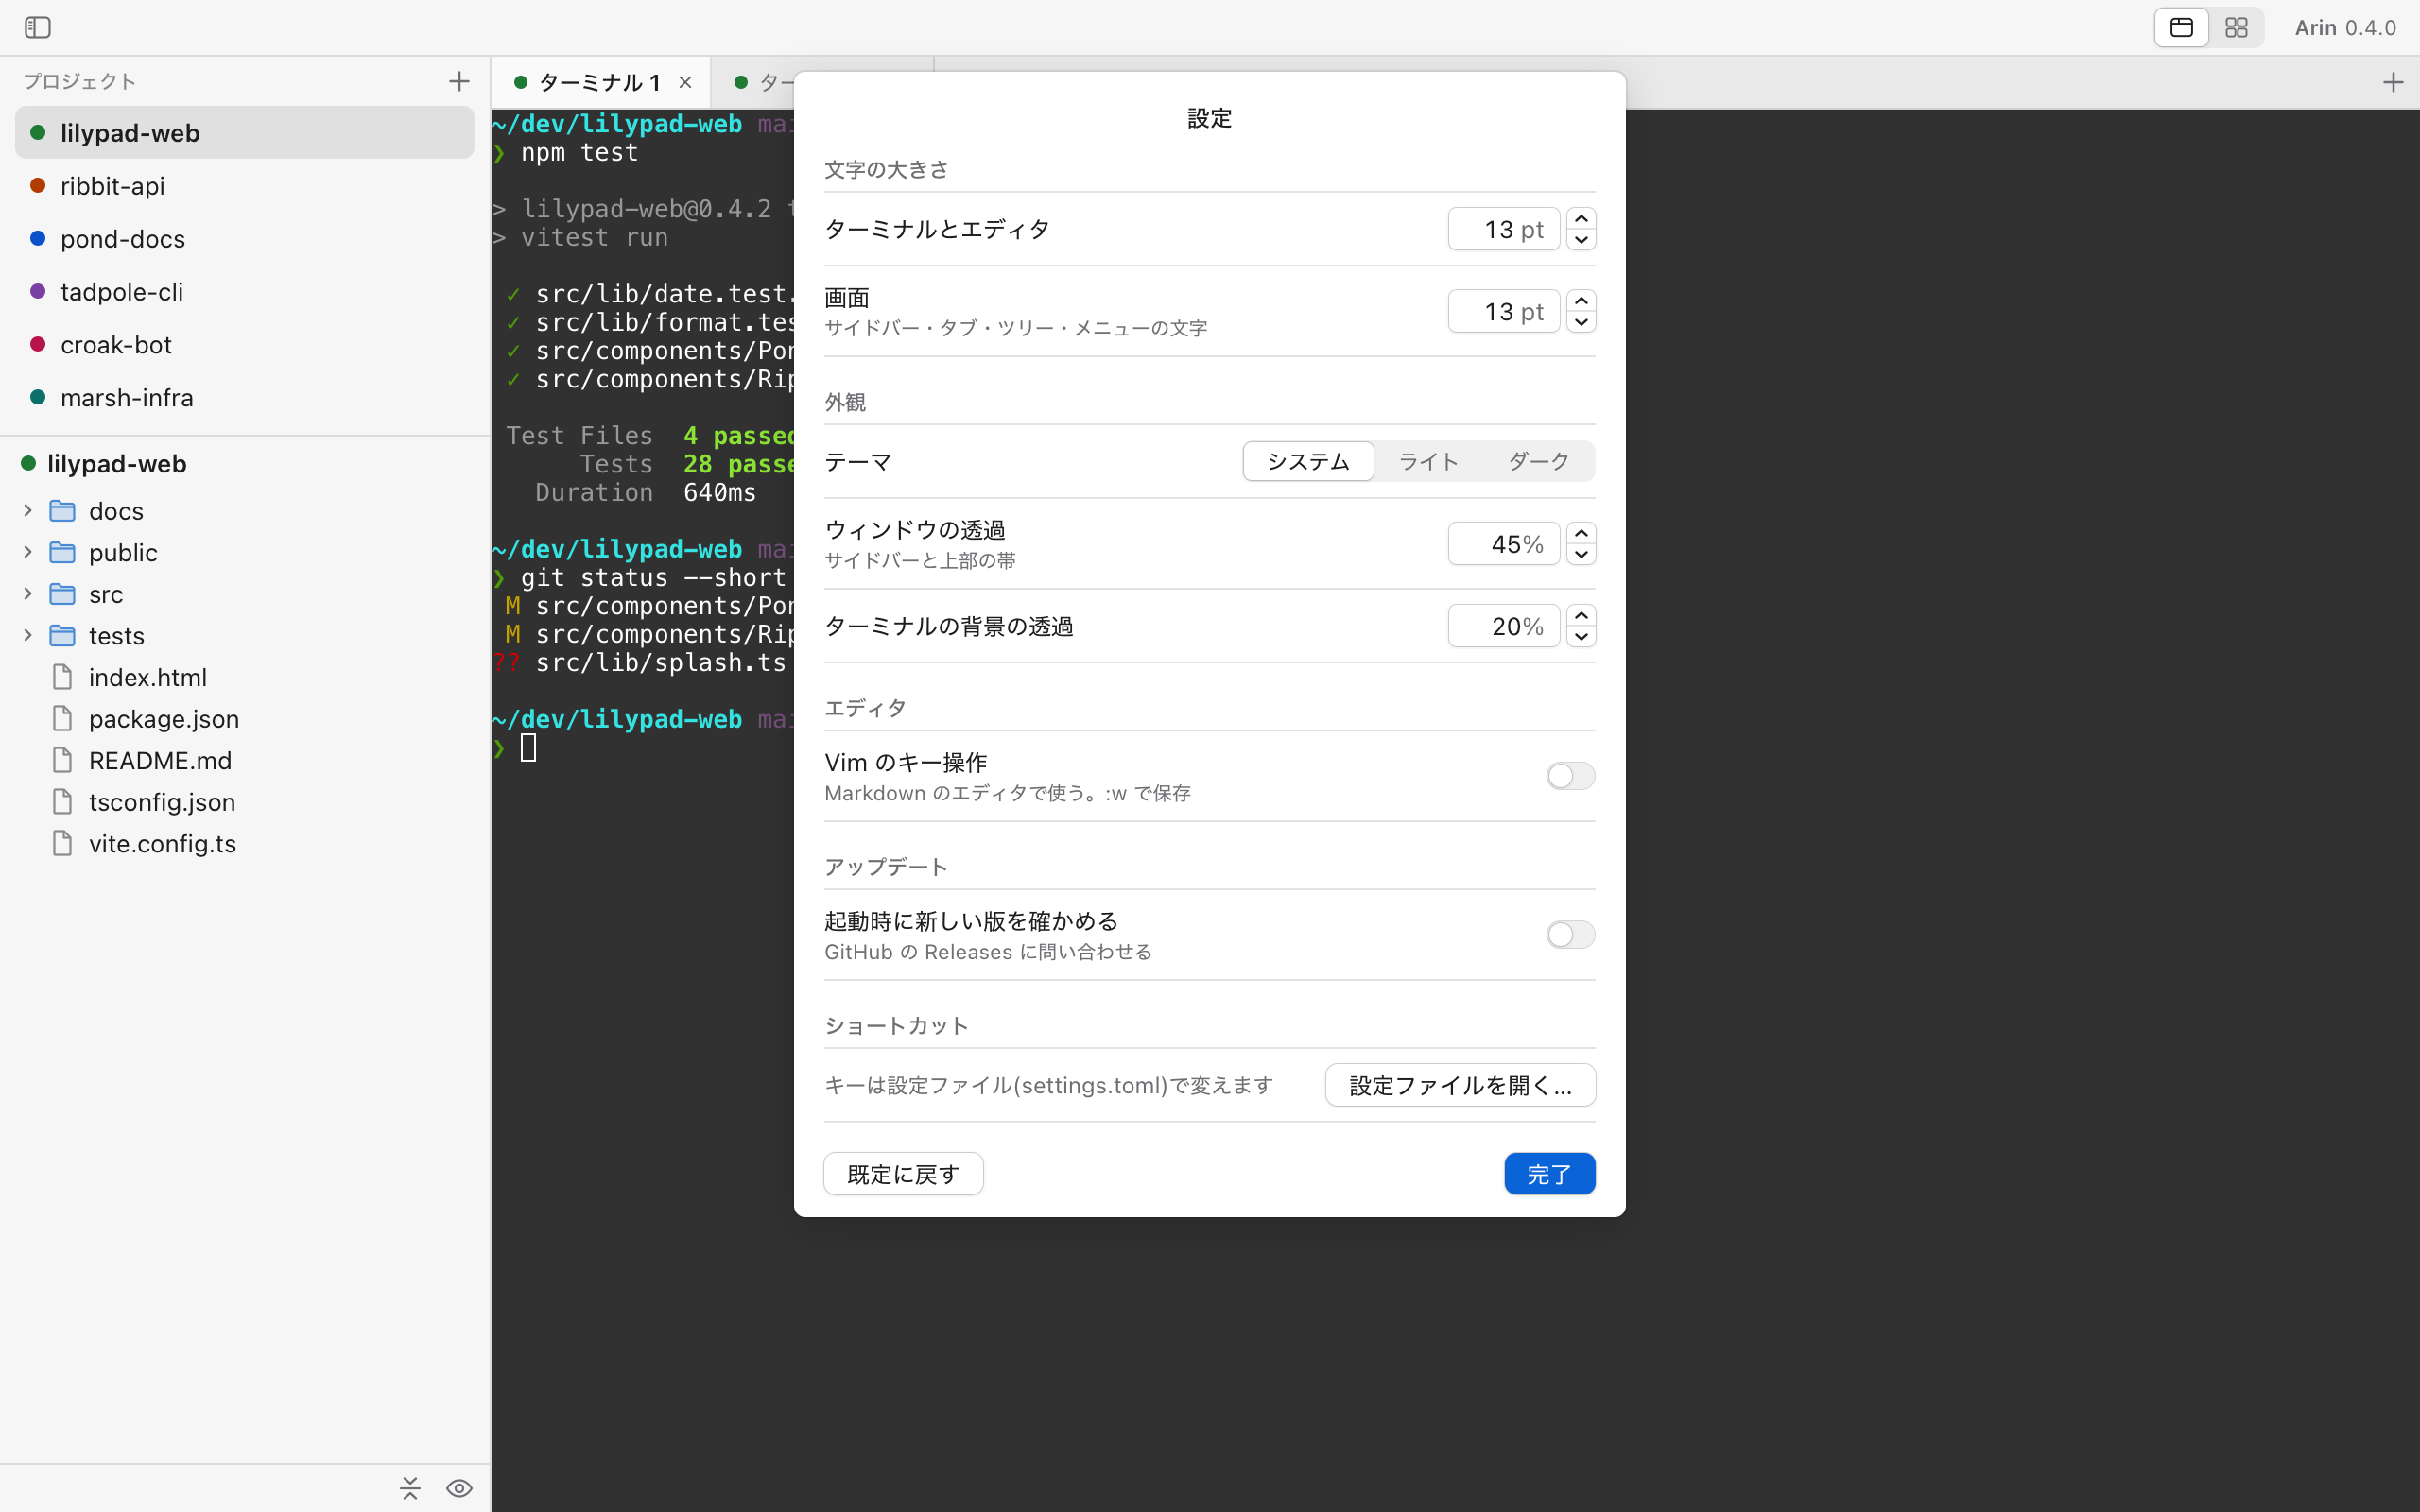 Arin 0.4.0
プロジェクト
lilypad-web
ribbit-api
pond-docs
tadpole-cli
croak-bot
marsh-infra
lilypad-web
docs
public
src
tests
index.html
package.json
README.md
tsconfig.json
vite.config.ts
ターミナル 1
ター
~/dev/lilypad-web mai
❯ npm test
> lilypad-web@0.4.2 t
> vitest run
✓ src/lib/date.test.
✓ src/lib/format.tes
✓ src/components/Pon
✓ src/components/Rip
Test Files 4 passed
Tests 28 passe
Duration 640ms
~/dev/lilypad-web mai
❯ git status --short
M src/components/Pon
M src/components/Rip
?? src/lib/splash.ts
~/dev/lilypad-web mai
❯
設定
文字の大きさ
ターミナルとエディタ 13 pt
画面 13 pt
サイドバー・タブ・ツリー・メニューの文字
外観
テーマ システム ライト ダーク
ウィンドウの透過 45%
サイドバーと上部の帯
ターミナルの背景の透過 20%
エディタ
Vim のキー操作
Markdown のエディタで使う。:w で保存
アップデート
起動時に新しい版を確かめる
GitHub の Releases に問い合わせる
ショートカット
キーは設定ファイル(settings.toml)で変えます 設定ファイルを開く...
既定に戻す 完了